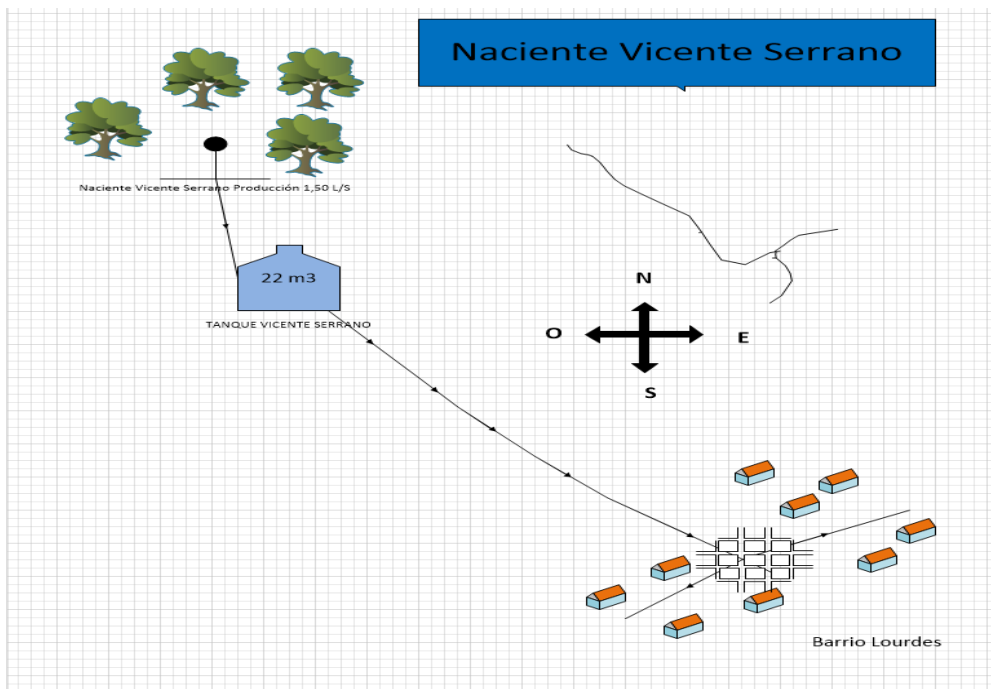 Naciente Vicente Serrano
Naciente Vicente Serrano Producción 1,50 L/S
22 m3
TANQUE VICENTE SERRANO
N
O
E
S
Barrio Lourdes